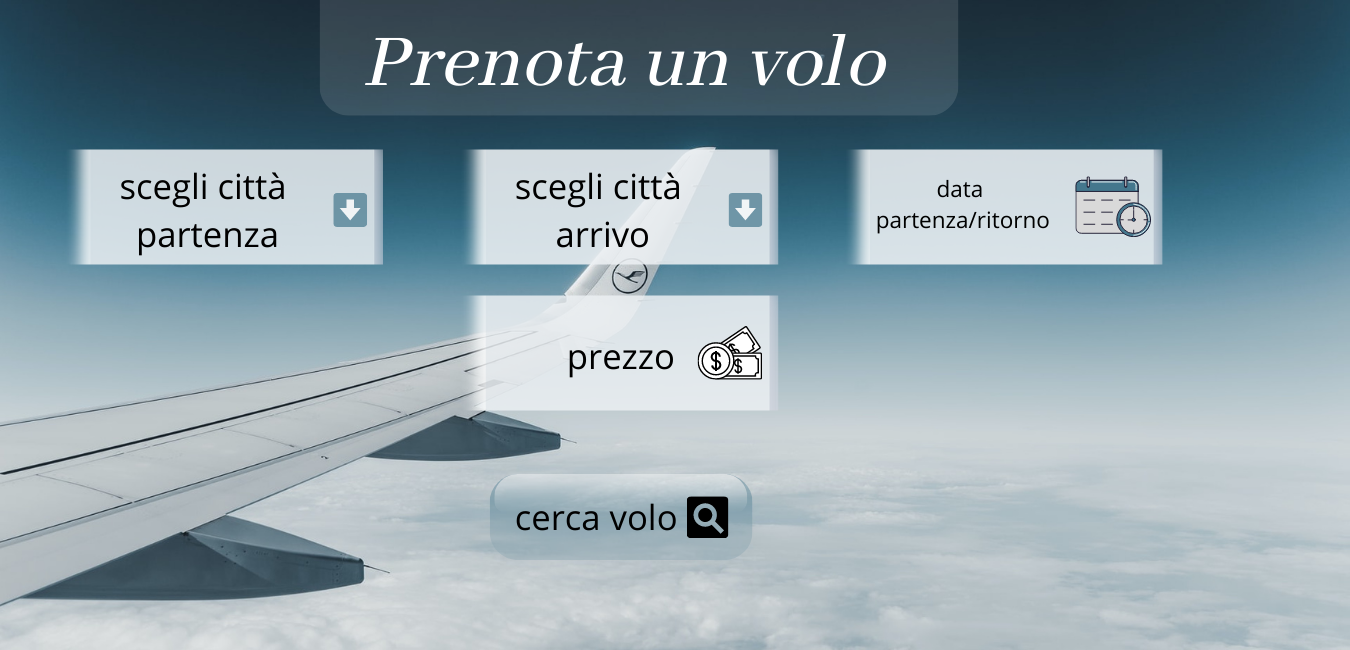 Prenota un volo
scegli città
partenza
scegli città
arrivo
data
partenza/ritorno
prezzo
cerca volo